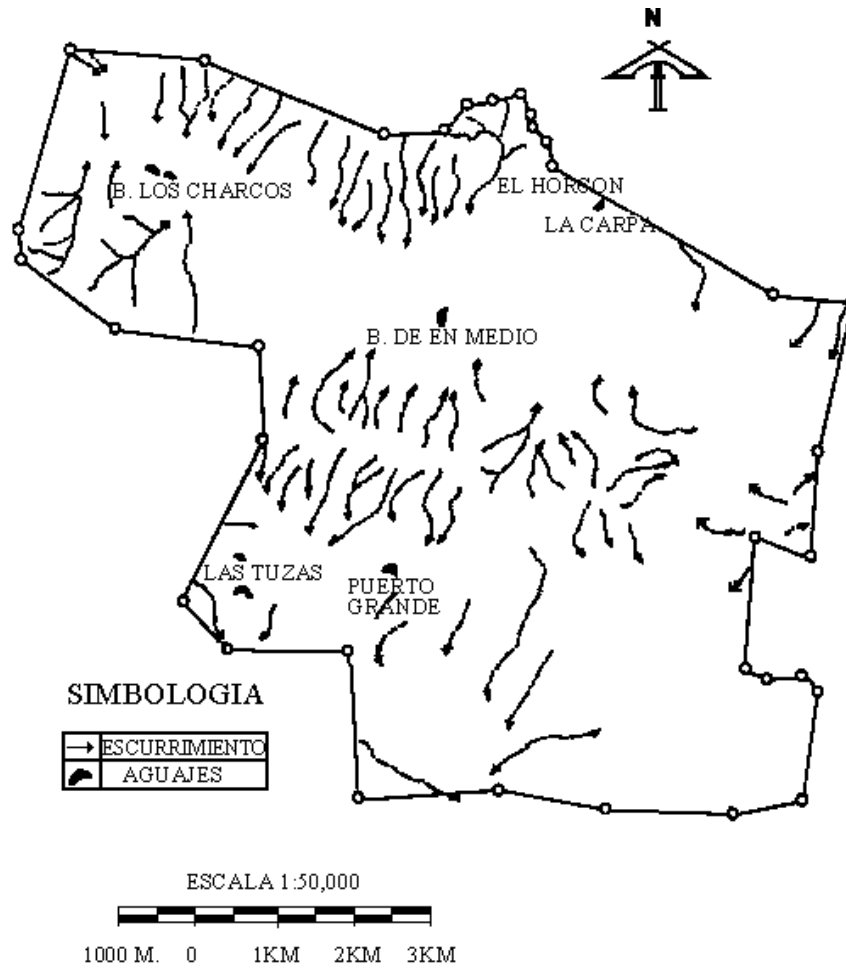 N
B. LOS CHARCOS
EL HORCON
LA CARPA
B. DE EN MEDIO
LAS TUZAS
PUERTO
GRANDE
SIMBOLOGIA
ESCURRIMIENTO
AGUAJES
ESCALA 1:50,000
1000 M. 0 1KM 2KM 3KM